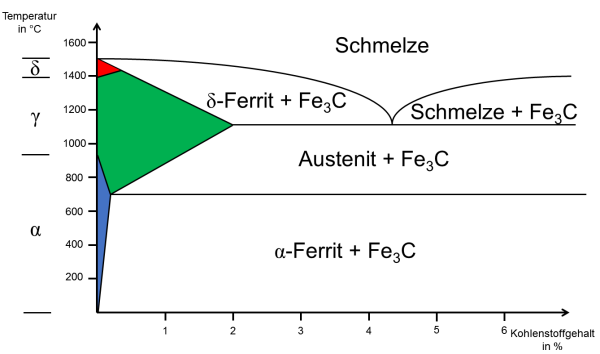 Temperatur
in °C
1600
1400
1200
1000
800
600
400
200
δ
γ
α
Schmelze
δ-Ferrit + Fe₃C
Schmelze + Fe₃C
Austenit + Fe₃C
α-Ferrit + Fe₃C
1 2 3 4 5 6
Kohlenstoffgehalt
in %